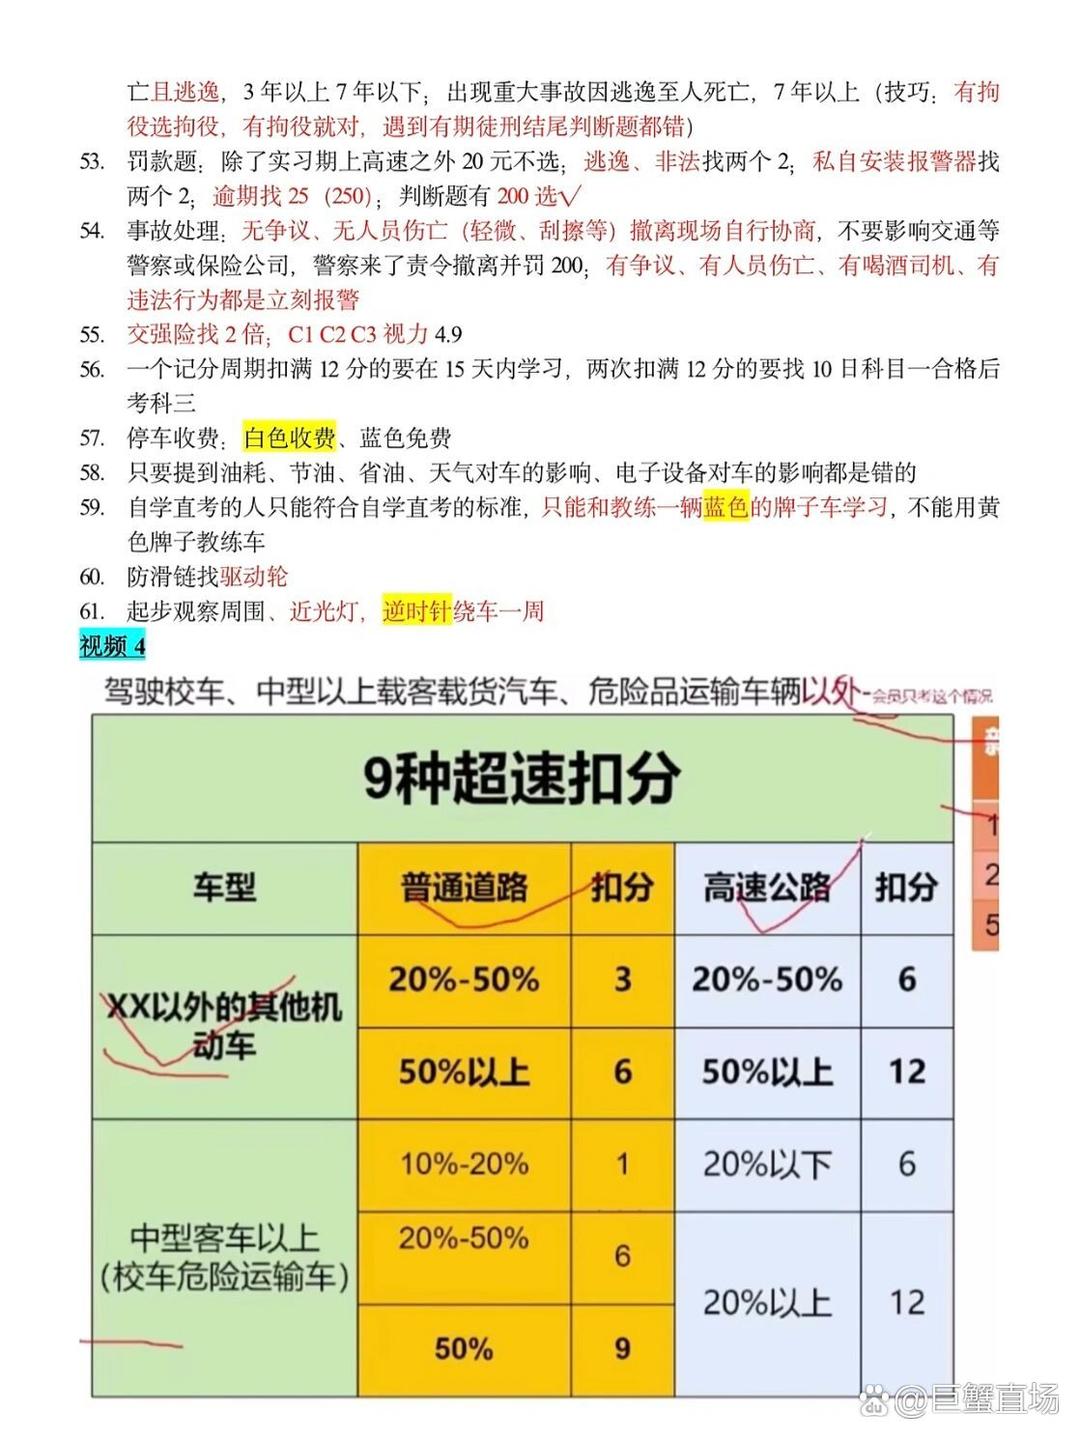 亡且逃逸，3 年以上 7 年以下；出现重大事故因逃逸至人死亡，7 年以上（技巧：有拘
役选拘役，有拘役就对，遇到有期徒刑结尾判断题都错）
53. 罚款题：除了实习期上高速之外 20 元不选；逃逸、非法找两个 2；私自安装报警器找
两个 2；逾期找 25（250）；判断题有 200 选√
54. 事故处理：无争议、无人员伤亡（轻微、刮擦等）撤离现场自行协商，不要影响交通等
警察或保险公司，警察来了责令撤离并罚 200；有争议、有人员伤亡、有喝酒司机、有
违法行为都是立刻报警
55. 交强险找 2 倍；C1 C2 C3 视力 4.9
56. 一个记分周期扣满 12 分的要在 15 天内学习，两次扣满 12 分的要找 10 日科目一合格后
考科三
57. 停车收费：白色收费、蓝色免费
58. 只要提到油耗、节油、省油、天气对车的影响、电子设备对车的影响都是错的
59. 自学直考的人只能符合自学直考的标准，只能和教练一辆蓝色的牌子车学习，不能用黄
色牌子教练车
60. 防滑链找驱动轮
61. 起步观察周围、近光灯，逆时针绕车一周
视频 4
驾驶校车、中型以上载客载货汽车、危险品运输车辆以外-会员只考这个情况
9种超速扣分
车型 普通道路 扣分 高速公路 扣分
XX以外的其他机
动车
20%-50% 3 20%-50% 6
50%以上 6 50%以上 12
中型客车以上
（校车危险运输车）
10%-20% 1 20%以下 6
20%-50% 6
20%以上 12
50% 9
1
2
5
@巨蟹直场